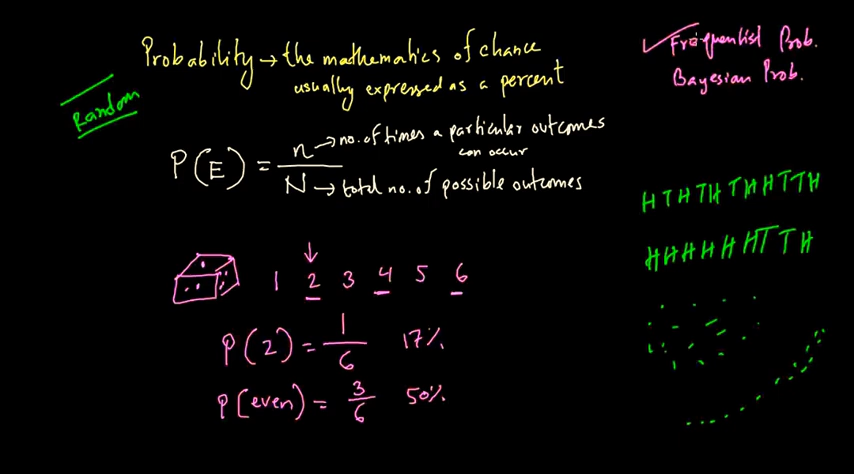 Probability → the mathematics of chance
usually expressed as a percent
Random
P(E) = n/N
n → no. of times a particular outcomes
can occur
N → total no. of possible outcomes
1 2 3 4 5 6
P(2) = 1/6 17%
P(even) = 3/6 50%
Frequentist Prob.
Bayesian Prob.
HTHTHTHHTTH
HHHHHHTTH